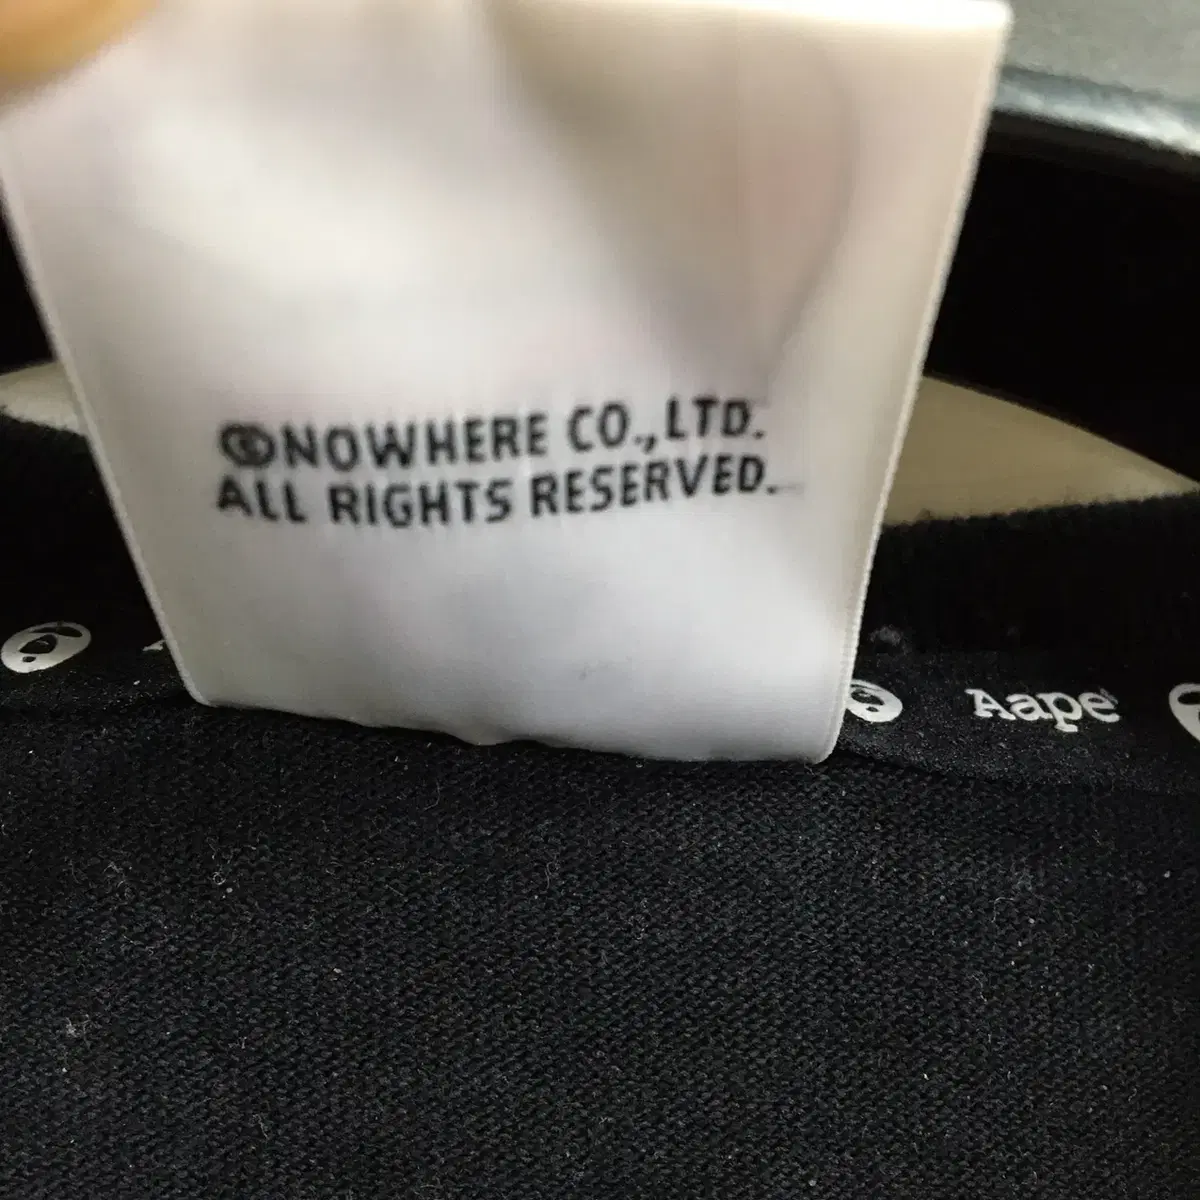 ©NOWHERE CO.,LTD.
ALL RIGHTS RESERVED.
Aape